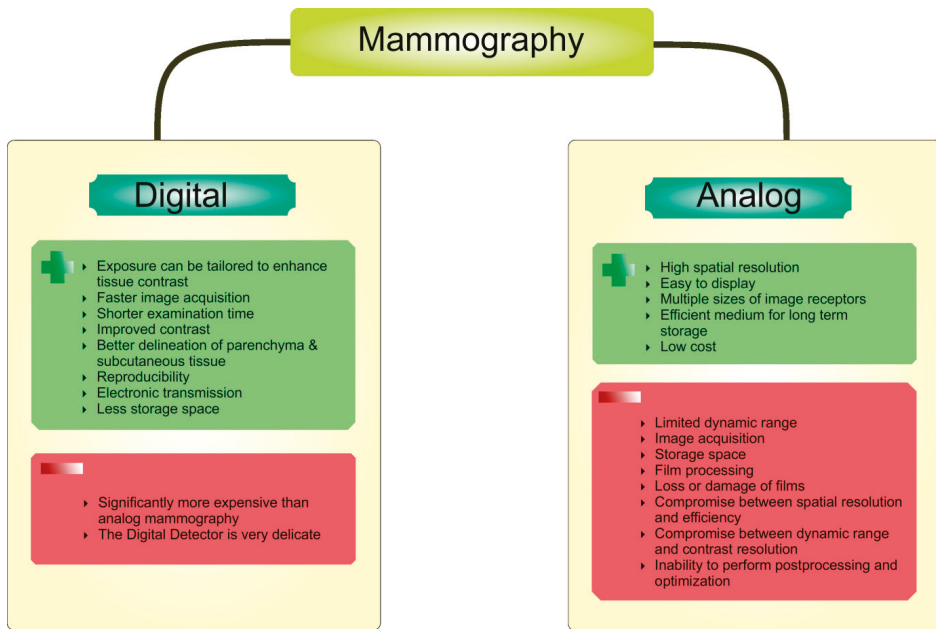 Mammography
Digital
Exposure can be tailored to enhance
tissue contrast
Faster image acquisition
Shorter examination time
Improved contrast
Better delineation of parenchyma &
subcutaneous tissue
Reproducibility
Electronic transmission
Less storage space
Significantly more expensive than
analog mammography
The Digital Detector is very delicate
Analog
High spatial resolution
Easy to display
Multiple sizes of image receptors
Efficient medium for long term
storage
Low cost
Limited dynamic range
Image acquisition
Storage space
Film processing
Loss or damage of films
Compromise between spatial resolution
and efficiency
Compromise between dynamic range
and contrast resolution
Inability to perform postprocessing and
optimization